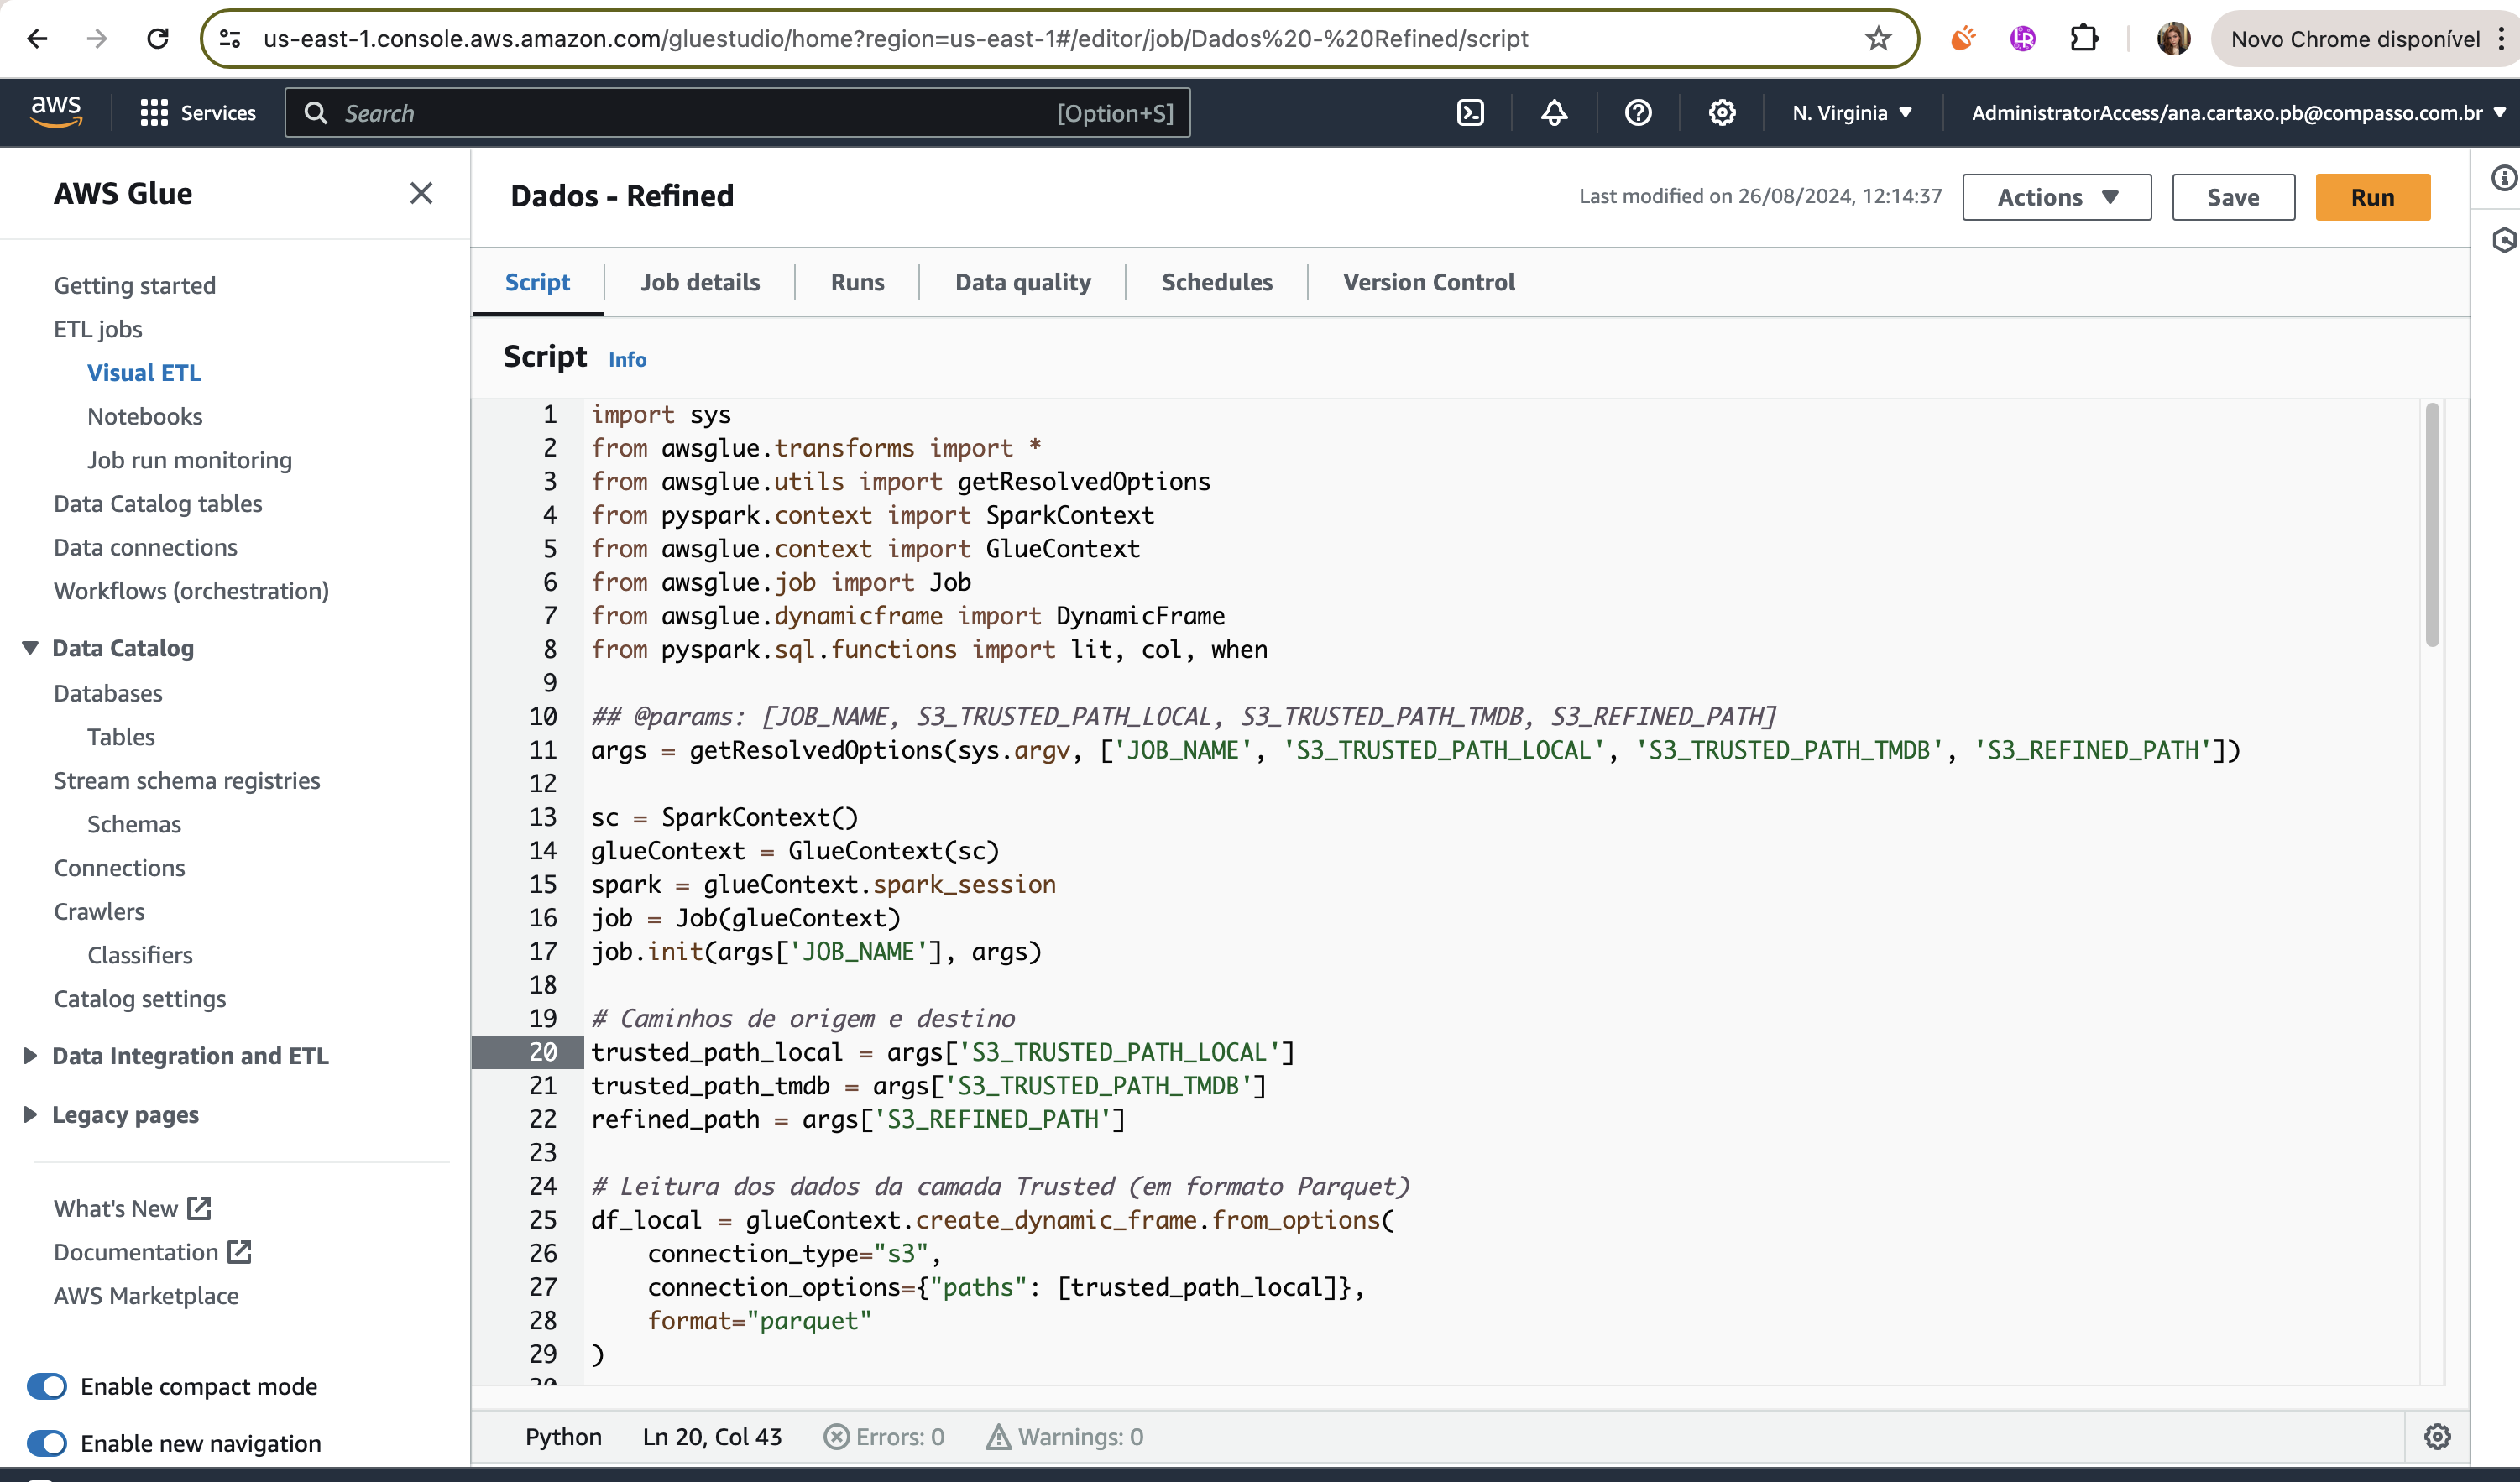 us-east-1.console.aws.amazon.com/gluestudio/home?region=us-east-1#/editor/job/Dados%20-%20Refined/script
Novo Chrome disponível
aws
Services
Search
[Option+S]
N. Virginia
AdministratorAccess/ana.cartaxo.pb@compasso.com.br
AWS Glue
Getting started
ETL jobs
Visual ETL
Notebooks
Job run monitoring
Data Catalog tables
Data connections
Workflows (orchestration)
Data Catalog
Databases
Tables
Stream schema registries
Schemas
Connections
Crawlers
Classifiers
Catalog settings
Data Integration and ETL
Legacy pages
What's New
Documentation
AWS Marketplace
Enable compact mode
Enable new navigation
Dados - Refined
Last modified on 26/08/2024, 12:14:37
Actions
Save
Run
Script
Job details
Runs
Data quality
Schedules
Version Control
Script Info
1 import sys
2 from awsglue.transforms import *
3 from awsglue.utils import getResolvedOptions
4 from pyspark.context import SparkContext
5 from awsglue.context import GlueContext
6 from awsglue.job import Job
7 from awsglue.dynamicframe import DynamicFrame
8 from pyspark.sql.functions import lit, col, when
9
10 ## @params: [JOB_NAME, S3_TRUSTED_PATH_LOCAL, S3_TRUSTED_PATH_TMDB, S3_REFINED_PATH]
11 args = getResolvedOptions(sys.argv, ['JOB_NAME', 'S3_TRUSTED_PATH_LOCAL', 'S3_TRUSTED_PATH_TMDB', 'S3_REFINED_PATH'])
12
13 sc = SparkContext()
14 glueContext = GlueContext(sc)
15 spark = glueContext.spark_session
16 job = Job(glueContext)
17 job.init(args['JOB_NAME'], args)
18
19 # Caminhos de origem e destino
20 trusted_path_local = args['S3_TRUSTED_PATH_LOCAL']
21 trusted_path_tmdb = args['S3_TRUSTED_PATH_TMDB']
22 refined_path = args['S3_REFINED_PATH']
23
24 # Leitura dos dados da camada Trusted (em formato Parquet)
25 df_local = glueContext.create_dynamic_frame.from_options(
26 connection_type="s3",
27 connection_options={"paths": [trusted_path_local]},
28 format="parquet"
29 )
Python
Ln 20, Col 43
Errors: 0
Warnings: 0